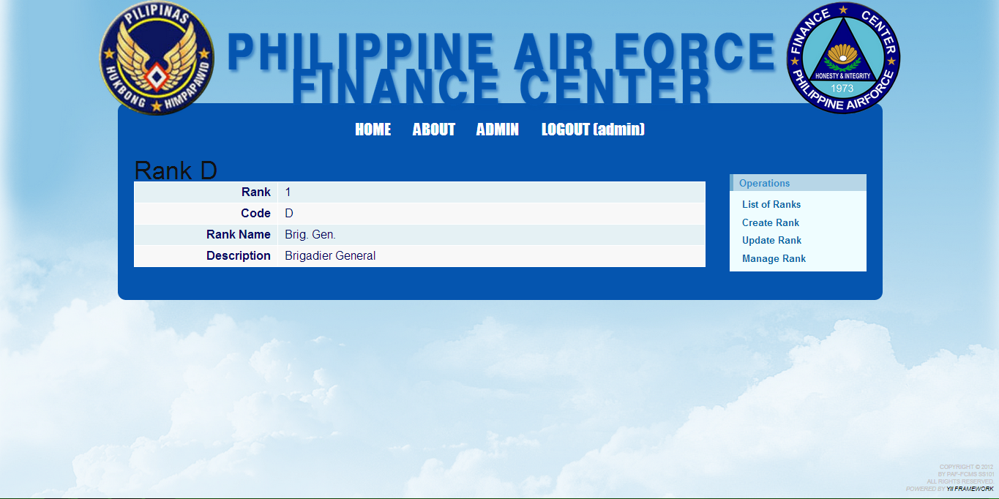 PILIPINAS
HUKBONG HIMPAPAWID
PHILIPPINE AIR FORCE
FINANCE CENTER
FINANCE CENTER
HONESTY & INTEGRITY
1973
PHILIPPINE AIRFORCE
HOME ABOUT ADMIN LOGOUT (admin)
Rank D
Rank 1
Code D
Rank Name Brig. Gen.
Description Brigadier General
Operations
List of Ranks
Create Rank
Update Rank
Manage Rank
COPYRIGHT © 2012
BY PAF-FCMS SS101
ALL RIGHTS RESERVED.
POWERED BY YII FRAMEWORK